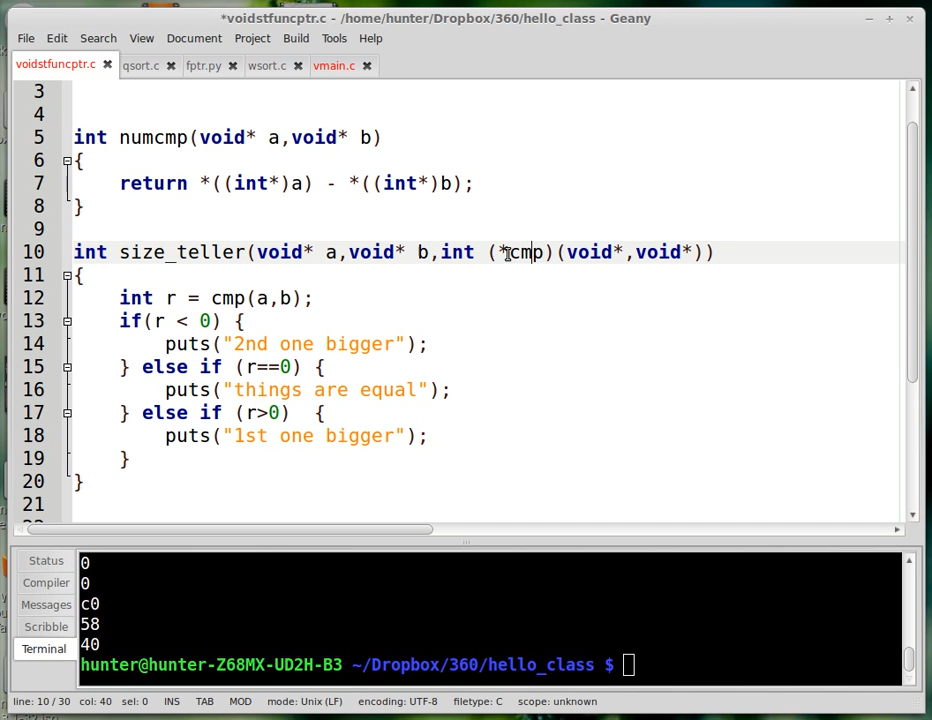 *voidstfuncptr.c - /home/hunter/Dropbox/360/hello_class - Geany
File Edit Search View Document Project Build Tools Help
voidstfuncptr.c qsort.c fptr.py wsort.c vmain.c
3
4
5 int numcmp(void* a,void* b)
6 {
7 return *((int*)a) - *((int*)b);
8 }
9
10 int size_teller(void* a,void* b,int (*cmp)(void*,void*))
11 {
12 int r = cmp(a,b);
13 if(r < 0) {
14 puts("2nd one bigger");
15 } else if (r==0) {
16 puts("things are equal");
17 } else if (r>0)  {
18 puts("1st one bigger");
19 }
20 }
21
Status
Compiler
Messages
Scribble
Terminal
0
0
c0
58
40
hunter@hunter-Z68MX-UD2H-B3 ~/Dropbox/360/hello_class $
line: 10 / 30 col: 40 sel: 0 INS TAB MOD mode: Unix (LF) encoding: UTF-8 filetype: C scope: unknown